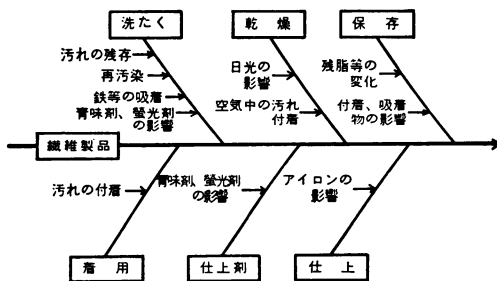 洗たく
乾燥
保存
汚れの残存
再汚染
鉄等の吸着
青味剤、螢光剤
の影響
日光の
影響
空気中の汚れ
付着
残脂等の
変化
付着、吸着
物の影響
繊維製品
汚れの付着
青味剤、螢光剤
の影響
アイロンの
影響
着用
仕上剤
仕上